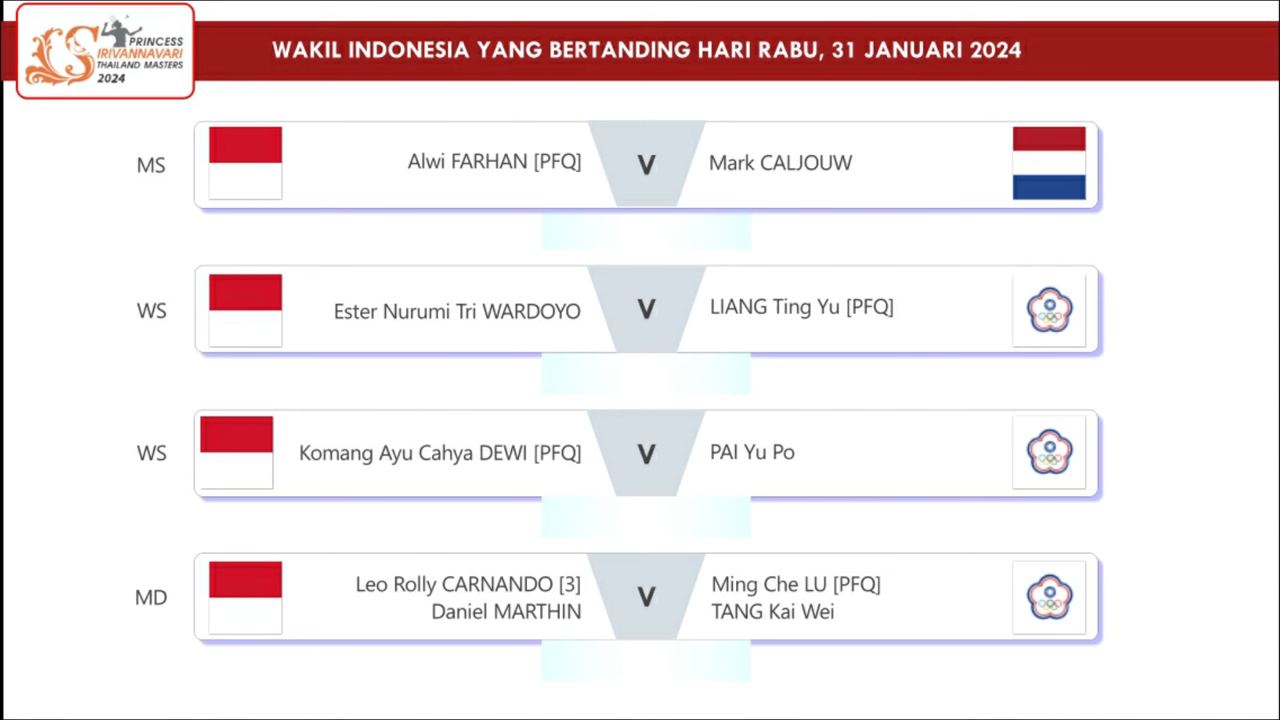 PRINCESS
SIRIVANNAVARI
THAILAND MASTERS
2024
WAKIL INDONESIA YANG BERTANDING HARI RABU, 31 JANUARI 2024
MS
Alwi FARHAN [PFQ]
V
Mark CALJOUW
WS
Ester Nurumi Tri WARDOYO
V
LIANG Ting Yu [PFQ]
WS
Komang Ayu Cahya DEWI [PFQ]
V
PAI Yu Po
MD
Leo Rolly CARNANDO [3]
Daniel MARTHIN
V
Ming Che LU [PFQ]
TANG Kai Wei